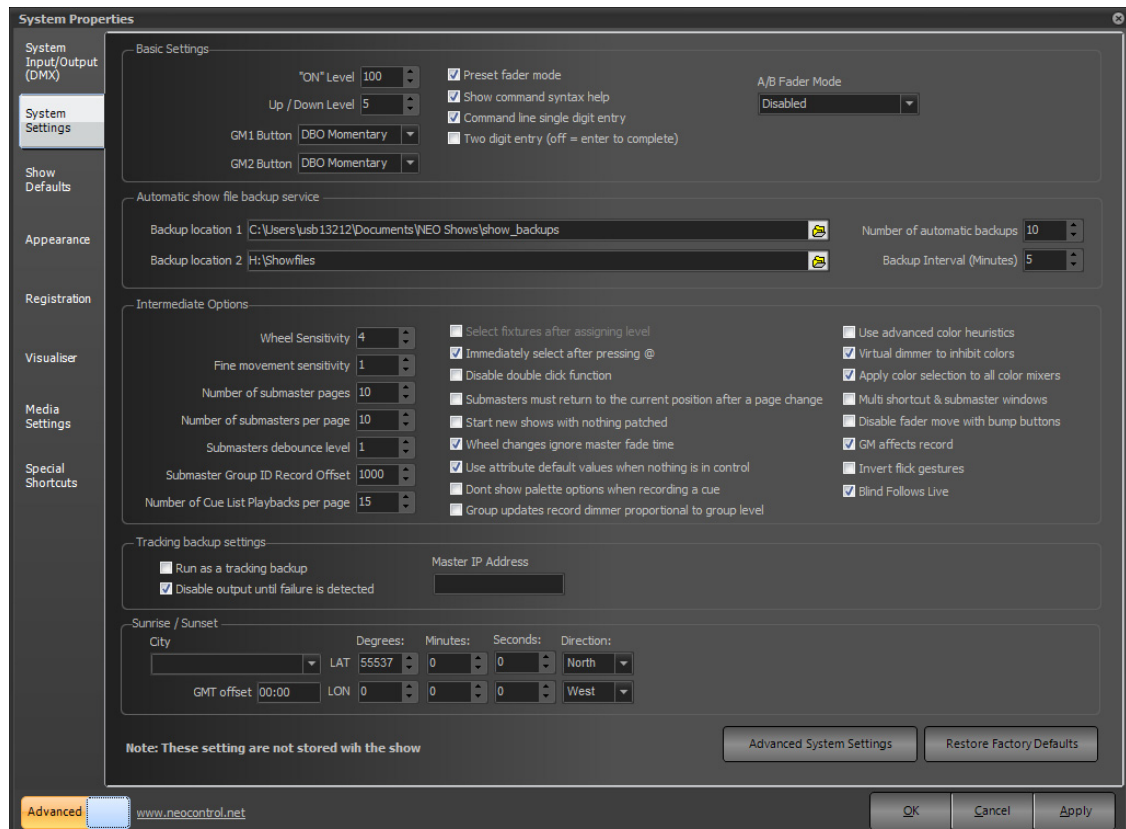 System Properties
System
Input/Output
(DMX)
System
Settings
Show
Defaults
Appearance
Registration
Visualiser
Media
Settings
Special
Shortcuts
Basic Settings
"ON" Level 100
Up / Down Level 5
GM1 Button DBO Momentary
GM2 Button DBO Momentary
Preset fader mode
Show command syntax help
Command line single digit entry
Two digit entry (off = enter to complete)
A/B Fader Mode
Disabled
Automatic show file backup service
Backup location 1 C:\Users\usb13212\Documents\NEO Shows\show_backups
Number of automatic backups 10
Backup location 2 H:\Showfiles
Backup Interval (Minutes) 5
Intermediate Options
Wheel Sensitivity 4
Fine movement sensitivity 1
Number of submaster pages 10
Number of submasters per page 10
Submasters debounce level 1
Submaster Group ID Record Offset 1000
Number of Cue List Playbacks per page 15
Select fixtures after assigning level
Immediately select after pressing @
Disable double click function
Submasters must return to the current position after a page change
Start new shows with nothing patched
Wheel changes ignore master fade time
Use attribute default values when nothing is in control
Dont show palette options when recording a cue
Group updates record dimmer proportional to group level
Use advanced color heuristics
Virtual dimmer to inhibit colors
Apply color selection to all color mixers
Multi shortcut & submaster windows
Disable fader move with bump buttons
GM affects record
Invert flick gestures
Blind Follows Live
Tracking backup settings
Run as a tracking backup
Disable output until failure is detected
Master IP Address
Sunrise / Sunset
City Degrees: Minutes: Seconds: Direction:
LAT 55537 0 0 North
GMT offset 00:00 LON 0 0 0 West
Note: These setting are not stored wih the show
Advanced System Settings
Restore Factory Defaults
Advanced
www.neocontrol.net
OK
Cancel
Apply